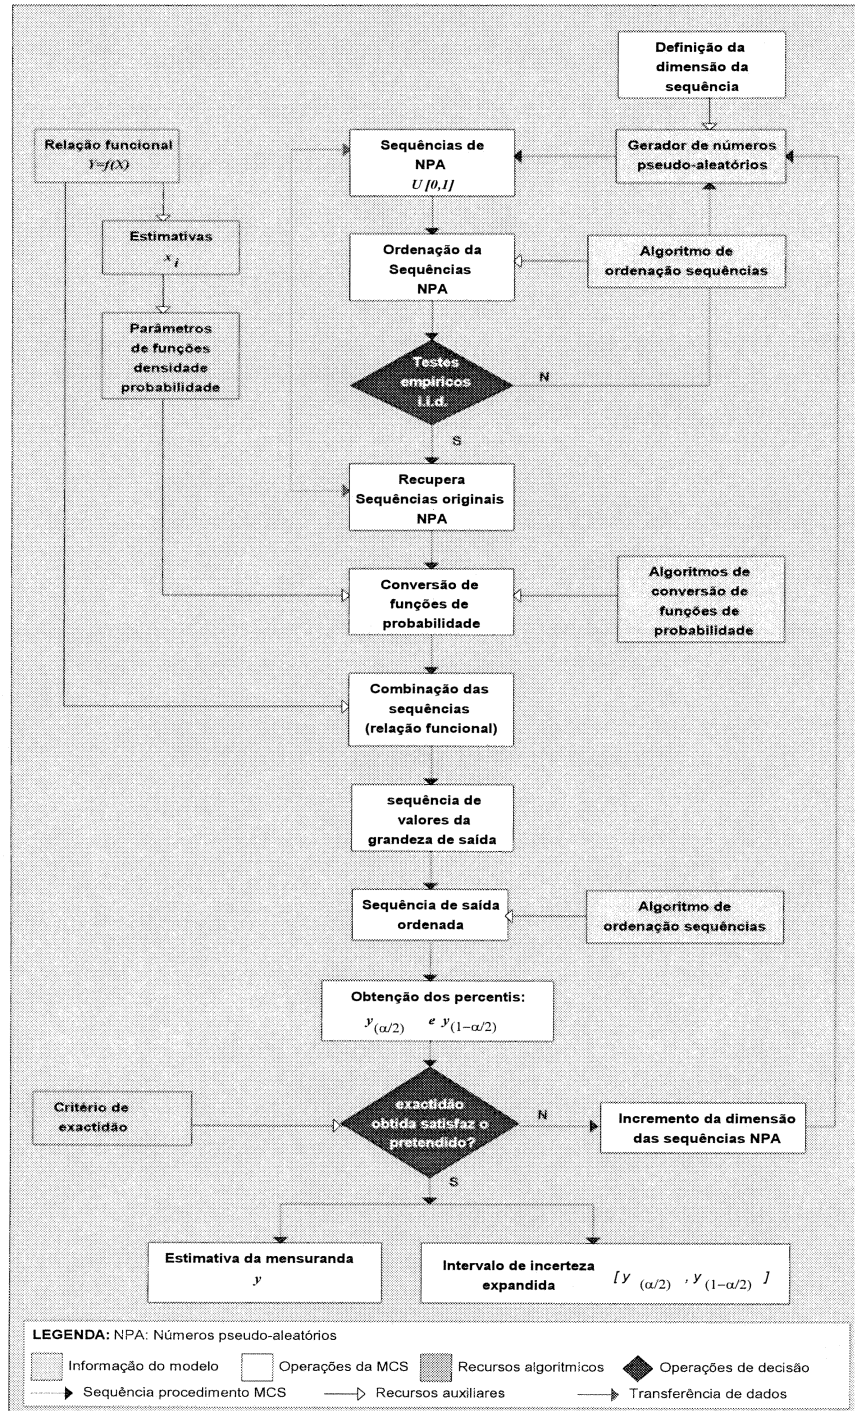 Definição da
dimensão da
sequência
Relação funcional
Y=f(X)
Sequências de
NPA
U [0,1]
Gerador de números
pseudo-aleatórios
Estimativas
x i
Ordenação da
Sequências
NPA
Algoritmo de
ordenação sequências
Parâmetros
de funções
densidade
probabilidade
Testes
empíricos
i.i.d.
N
S
Recupera
Sequências originais
NPA
Conversão de
funções de
probabilidade
Algoritmos de
conversão de
funções de
probabilidade
Combinação das
sequências
(relação funcional)
sequência de
valores da
grandeza de saída
Sequência de saída
ordenada
Algoritmo de
ordenação sequências
Obtenção dos percentis:
y (α/2) e y (1−α/2)
Critério de
exactidão
exactidão
obtida satisfaz o
pretendido?
N
Incremento da dimensão
das sequências NPA
S
Estimativa da mensuranda
y
Intervalo de incerteza
expandida
[ y (α/2) , y (1−α/2) ]
LEGENDA: NPA: Números pseudo-aleatórios
Informação do modelo
Operações da MCS
Recursos algoritmicos
Operações de decisão
Sequência procedimento MCS
Recursos auxiliares
Transferência de dados